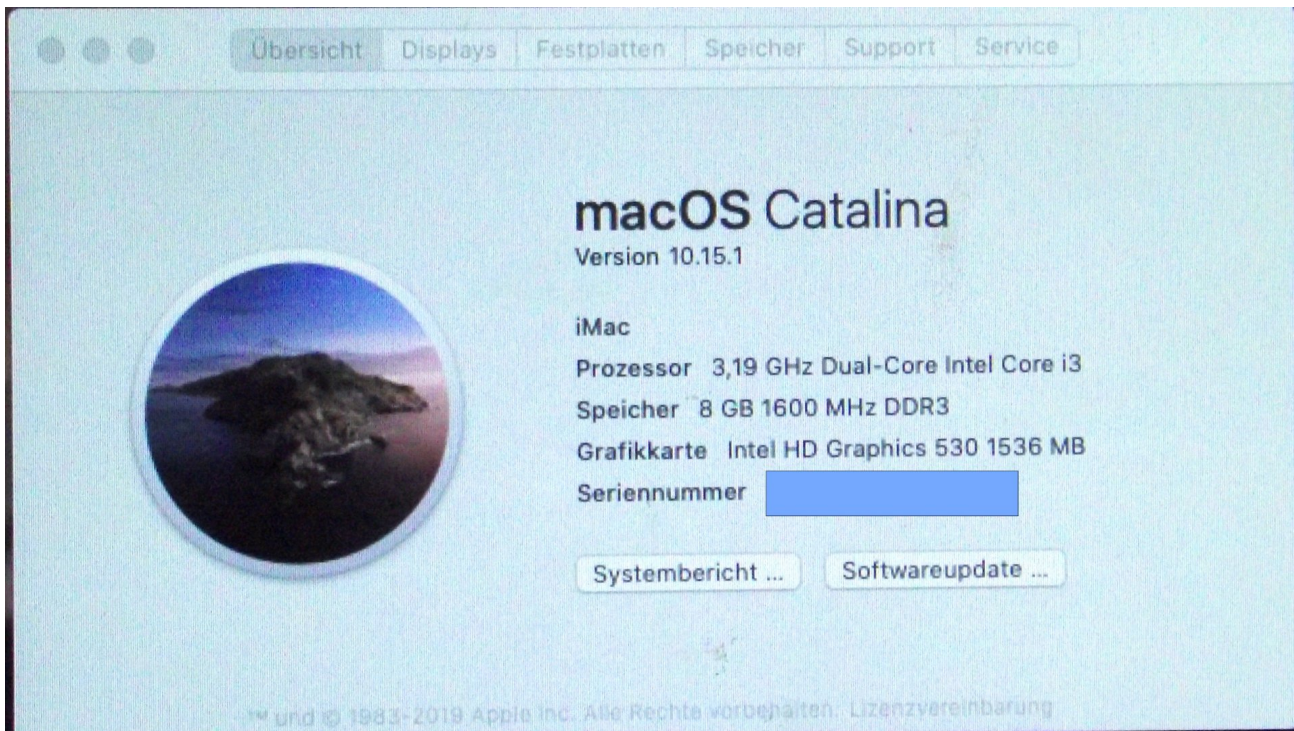 Übersicht Displays Festplatten Speicher Support Service
macOS Catalina
Version 10.15.1
iMac
Prozessor 3,19 GHz Dual-Core Intel Core i3
Speicher 8 GB 1600 MHz DDR3
Grafikkarte Intel HD Graphics 530 1536 MB
Seriennummer
Systembericht ... Softwareupdate ...
™ und © 1983-2019 Apple Inc. Alle Rechte vorbehalten. Lizenzvereinbarung